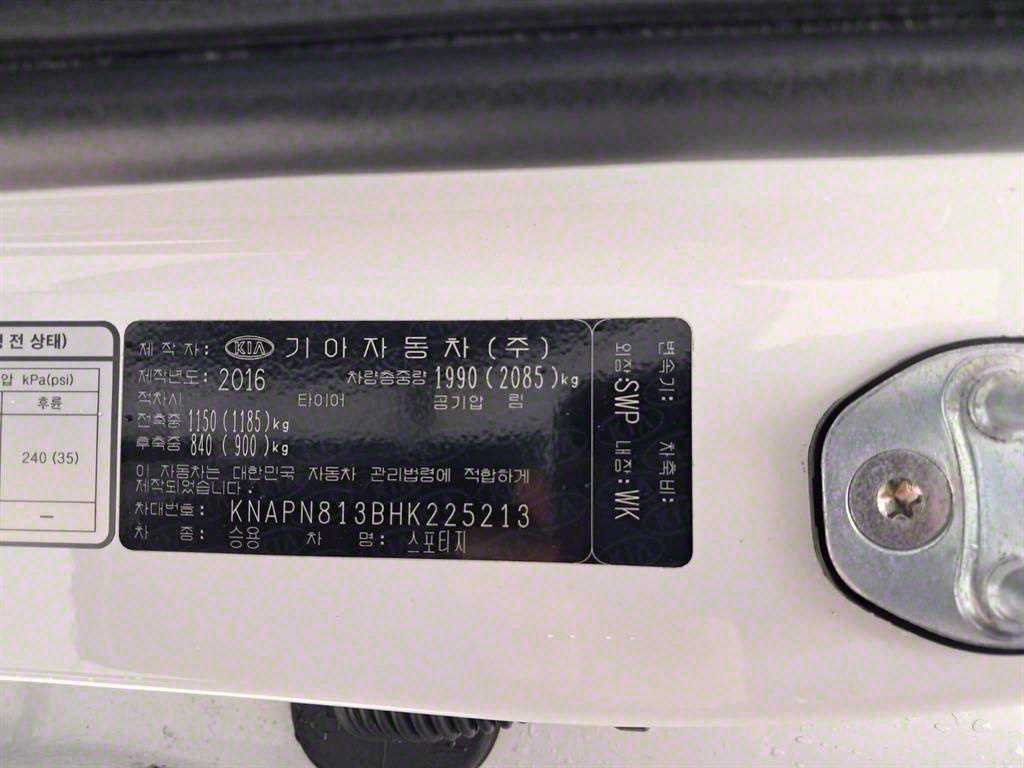 전 상태)
압 kPa(psi)
후륜
240 (35)
—
제 작 자: KIA 기아자동차(주)
제작년도: 2016 차량총중량 1990(2085)kg
적차시 타이어 공기압 림
전축중 1150(1185)kg
후축중 840(900)kg
이 자동차는 대한민국 자동차 관리법령에 적합하게
제작되었습니다.
차대번호: KNAPN813BHK225213
차 종: 승용 차 명: 스포티지
변속기: 차축비:
외장:SWP 내장:WK